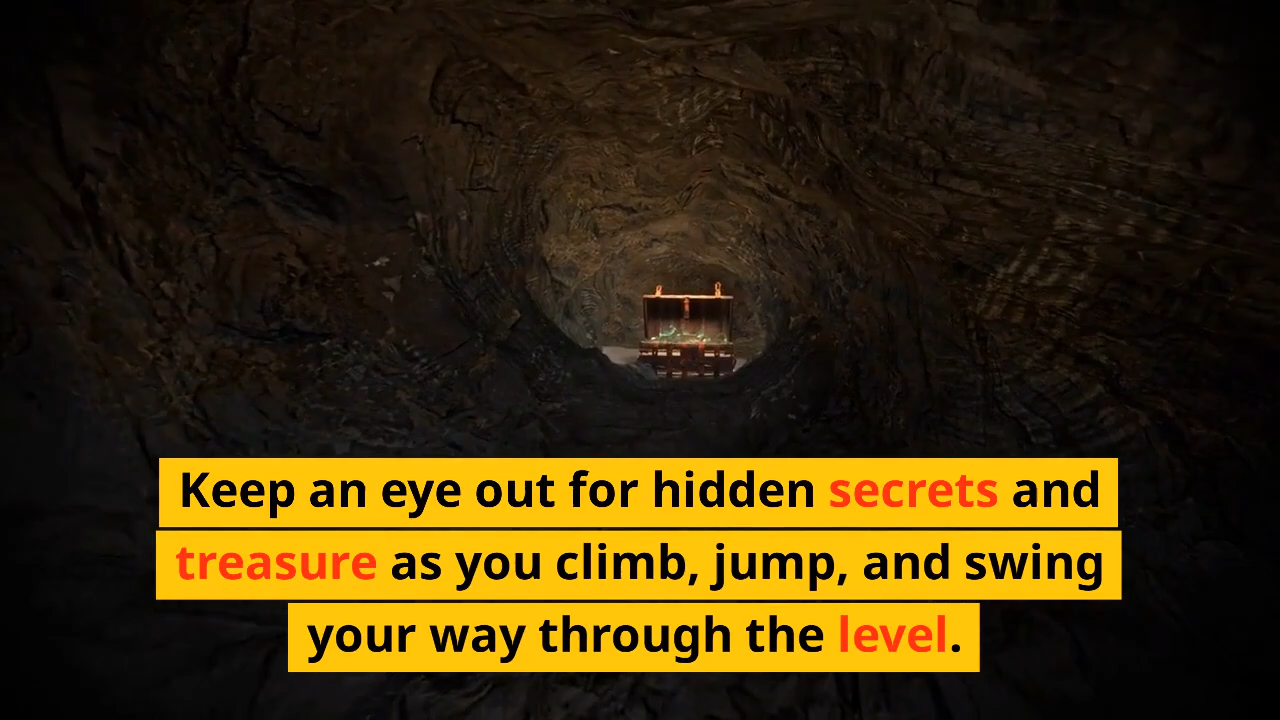 Keep an eye out for hidden secrets and
treasure as you climb, jump, and swing
your way through the level.